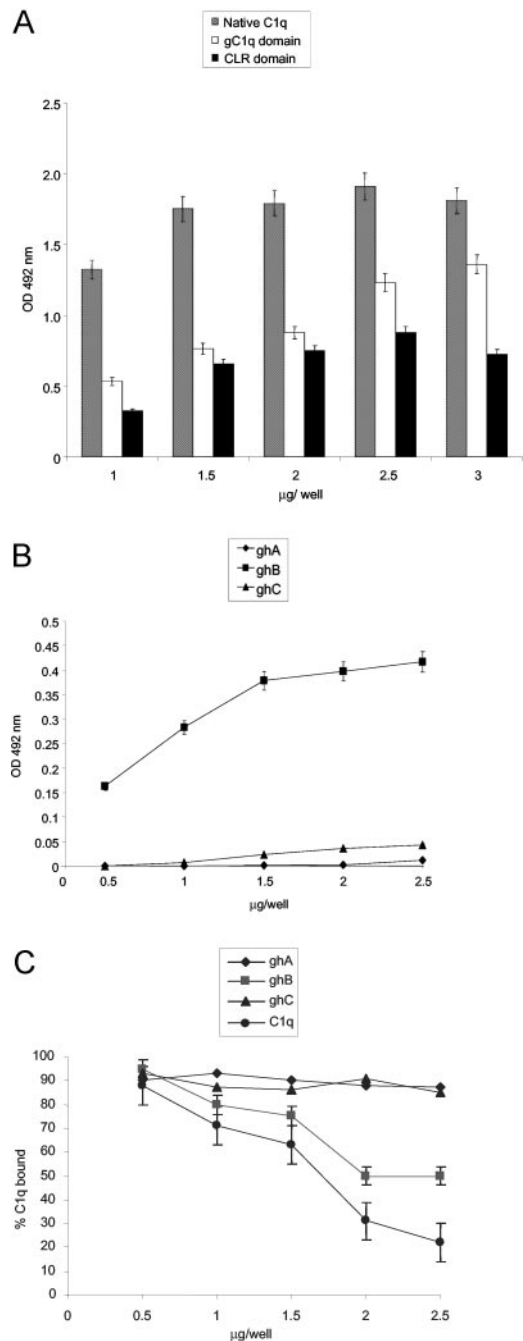 A
Native C1q
gC1q domain
CLR domain
2.5
2.0
1.5
1.0
0.5
0
OD 492 nm
1 1.5 2 2.5 3
μg/ well
B
ghA
ghB
ghC
0.5
0.45
0.4
0.35
0.3
0.25
0.2
0.15
0.1
0.05
0
OD 492 nm
0 0.5 1 1.5 2 2.5
μg/well
C
ghA
ghB
ghC
C1q
100
90
80
70
60
50
40
30
20
10
0
% C1q bound
0 0.5 1 1.5 2 2.5
μg/well